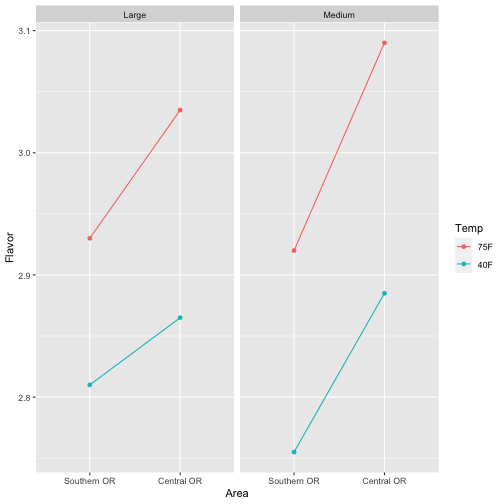 Large
Medium
3.1
3.0
2.9
2.8
Flavor
Southern OR
Central OR
Southern OR
Central OR
Area
Temp
75F
40F